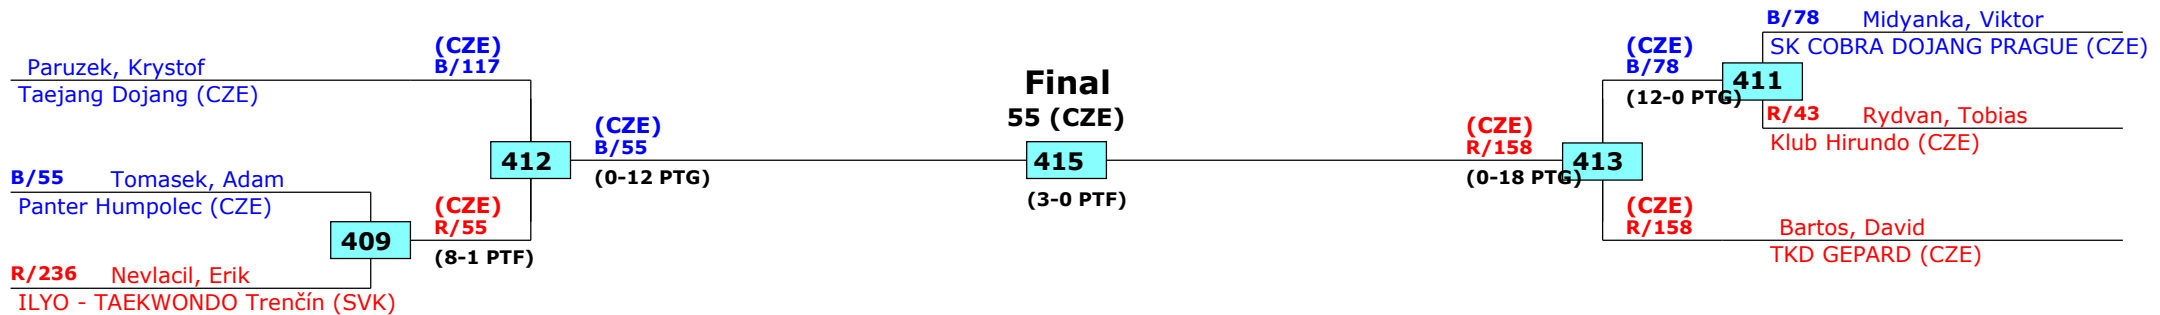 (CZE)
B/117
Paruzek, Krystof
Taejang Dojang (CZE)
412
(CZE)
B/55
(0-12 PTG)
B/55 Tomasek, Adam
Panter Humpolec (CZE)
409
(CZE)
R/55
(8-1 PTF)
R/236 Nevlacil, Erik
ILYO - TAEKWONDO Trenčín (SVK)
Final
55 (CZE)
415
(3-0 PTF)
(CZE)
R/158
(0-18 PTG)
413
(CZE)
B/78
(12-0 PTG)
411
B/78 Midyanka, Viktor
SK COBRA DOJANG PRAGUE (CZE)
R/43 Rydvan, Tobias
Klub Hirundo (CZE)
(CZE)
R/158
Bartos, David
TKD GEPARD (CZE)